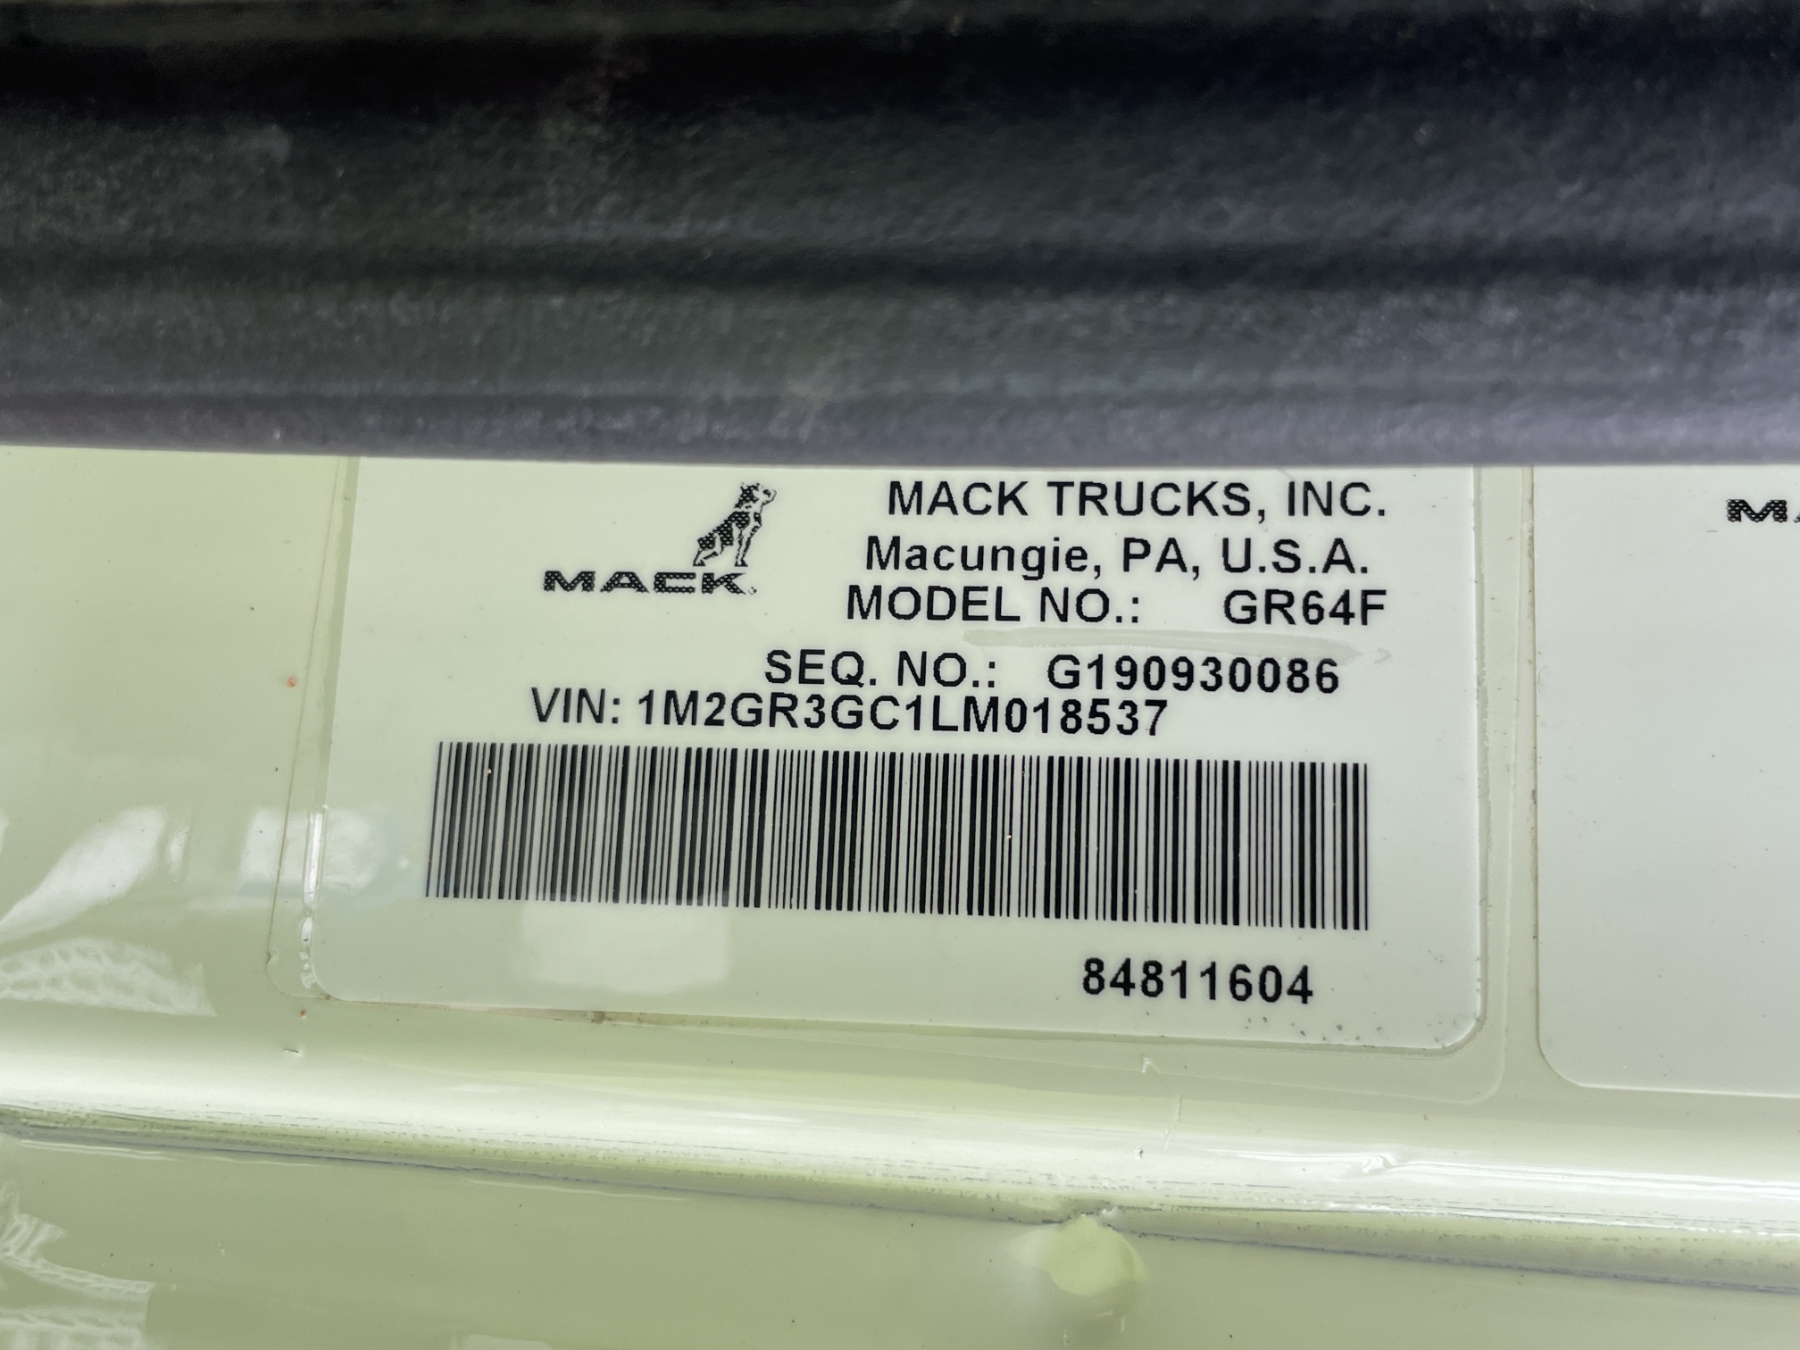 MACK TRUCKS, INC.
Macungie, PA, U.S.A.
MACK
MODEL NO.: GR64F
SEQ. NO.: G190930086
VIN: 1M2GR3GC1LM018537
84811604